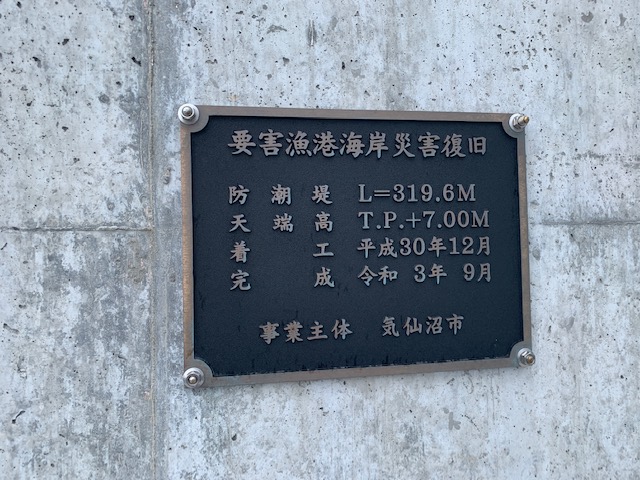 要害漁港海岸災害復旧
防潮堤 L=319.6M
天端高 T.P.+7.00M
着工 平成30年12月
完成 令和 3年 9月
事業主体 気仙沼市